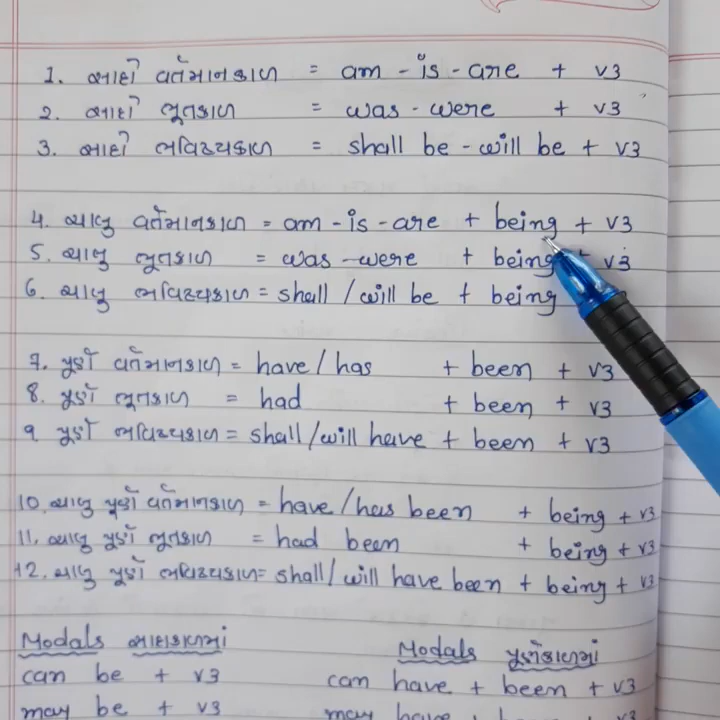 1. સાદો વર્તમાનકાળ = am - is - are + v3
2. સાદો ભૂતકાળ = was - were + v3
3. સાદો ભવિષ્યકાળ = shall be - will be + v3
4. ચાલુ વર્તમાનકાળ = am - is - are + being + v3
5. ચાલુ ભૂતકાળ = was - were + being + v3
6. ચાલુ ભવિષ્યકાળ = shall / will be + being
7. પૂર્ણ વર્તમાનકાળ = have / has + been + v3
8. પૂર્ણ ભૂતકાળ = had + been + v3
9 પૂર્ણ ભવિષ્યકાળ = shall / will have + been + v3
10. ચાલુ પૂર્ણ વર્તમાનકાળ = have / has been + being + v3
11. ચાલુ પૂર્ણ ભૂતકાળ = had been + being + v3
12. ચાલુ પૂર્ણ ભવિષ્યકાળ = shall / will have been + being + v3
Modals સાદાકાળમાં
Modals પૂર્ણકાળમાં
can be + v3
can have + been + v3
may be + v3
may have + been + v3